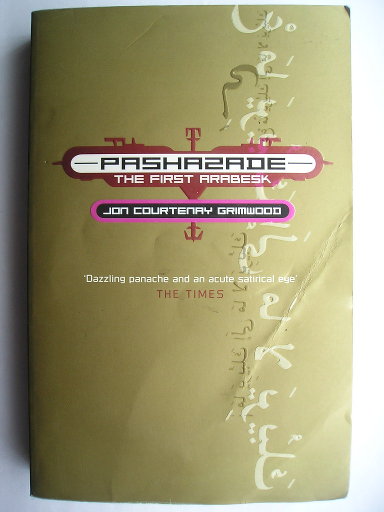 PASHAZADE
THE FIRST ARABESK
JON COURTENAY GRIMWOOD
'Dazzling panache and an acute satirical eye'
THE TIMES